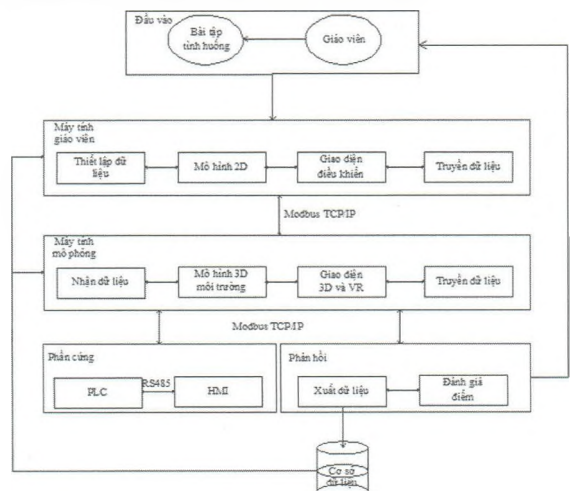 Đầu vào
Bài tập
tình huống
Giáo viên
Máy tính
giáo viên
Thiết lập dữ
liệu
Mô hình 2D
Giao diện
điều khiển
Truyền dữ liệu
Modbus TCP/IP
Máy tính
mô phỏng
Nhận dữ liệu
Mô hình 3D
môi trường
Giao diện
3D và VR
Truyền dữ liệu
Modbus TCP/IP
Phần cứng
PLC
RS485
HMI
Phản hồi
Xuất dữ liệu
Đánh giá
điểm
Cơ sở
dữ liệu